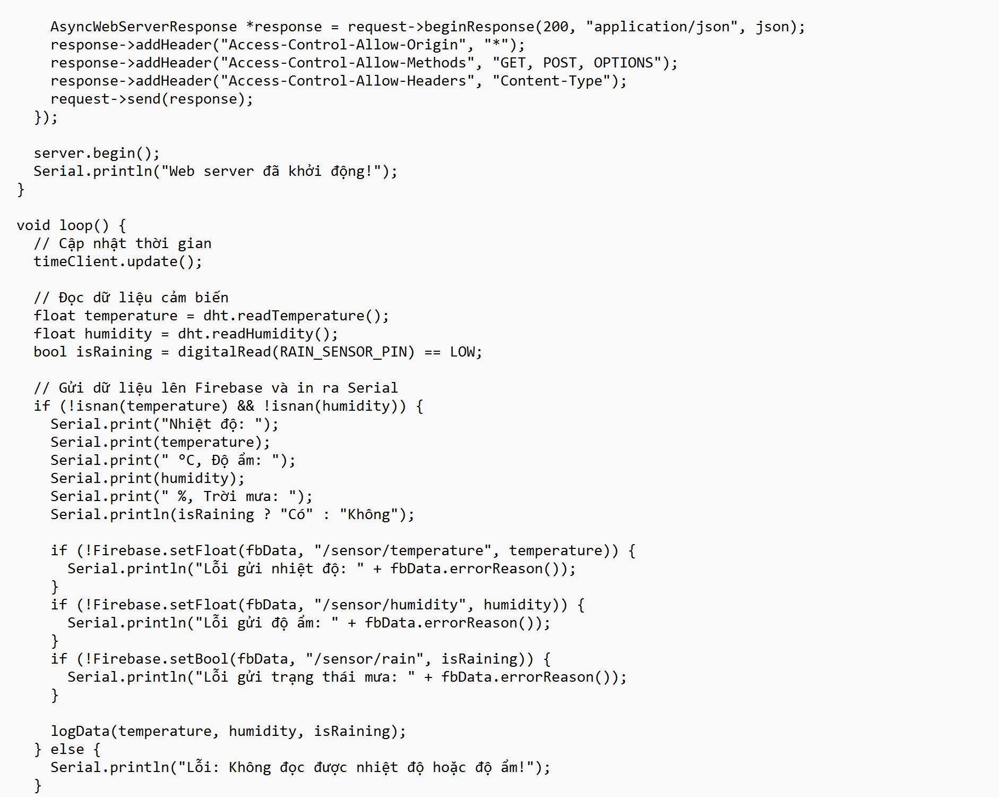 AsyncWebServerResponse *response = request->beginResponse(200, "application/json", json);
response->addHeader("Access-Control-Allow-Origin", "*");
response->addHeader("Access-Control-Allow-Methods", "GET, POST, OPTIONS");
response->addHeader("Access-Control-Allow-Headers", "Content-Type");
request->send(response);
});
server.begin();
Serial.println("Web server đã khởi động!");
}
void loop() {
// Cập nhật thời gian
timeClient.update();
// Đọc dữ liệu cảm biến
float temperature = dht.readTemperature();
float humidity = dht.readHumidity();
bool isRaining = digitalRead(RAIN_SENSOR_PIN) == LOW;
// Gửi dữ liệu lên Firebase và in ra Serial
if (!isnan(temperature) && !isnan(humidity)) {
Serial.print("Nhiệt độ: ");
Serial.print(temperature);
Serial.print(" °C, Độ ẩm: ");
Serial.print(humidity);
Serial.print(" %, Trời mưa: ");
Serial.println(isRaining ? "Có" : "Không");
if (!Firebase.setFloat(fbData, "/sensor/temperature", temperature)) {
Serial.println("Lỗi gửi nhiệt độ: " + fbData.errorReason());
}
if (!Firebase.setFloat(fbData, "/sensor/humidity", humidity)) {
Serial.println("Lỗi gửi độ ẩm: " + fbData.errorReason());
}
if (!Firebase.setBool(fbData, "/sensor/rain", isRaining)) {
Serial.println("Lỗi gửi trạng thái mưa: " + fbData.errorReason());
}
logData(temperature, humidity, isRaining);
} else {
Serial.println("Lỗi: Không đọc được nhiệt độ hoặc độ ẩm!");
}